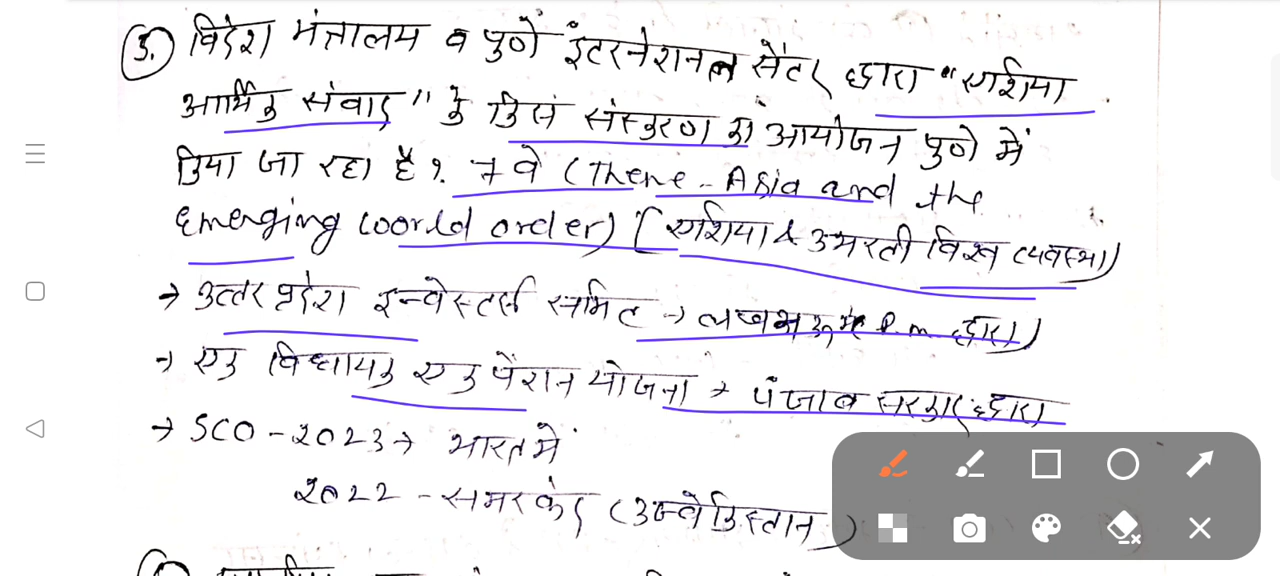 5. विदेश मंत्रालय व पुणे इंटरनेशनल सेंटर द्वारा "एशिया
आर्थिक संवाद" के किस संस्करण का आयोजन पुणे में
किया जा रहा है? 7 वे (Theme - Asia and the
Emerging world order) (एशिया & उभरती विश्व व्यवस्था)
→ उत्तर प्रदेश इन्वेस्टर्स समिट → लखनऊ में P.m. द्वारा)
→ एक विधायक एक पेंशन योजना → पंजाब सरकार द्वारा
→ SCO - 2023 → भारत में
2022 - समरकंद (उज्बेकिस्तान)